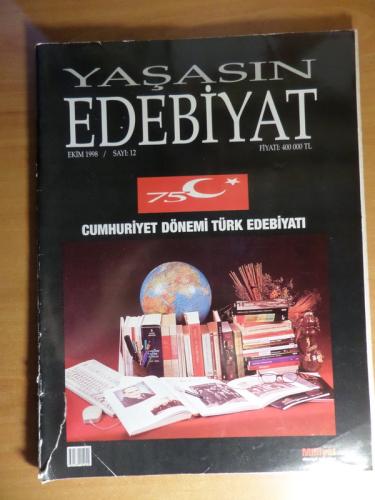 YAŞASIN
EDEBİYAT
EKİM 1998 / SAYI: 12
FİYATI: 400 000 TL
75
CUMHURİYET DÖNEMİ TÜRK EDEBİYATI
Milliyet